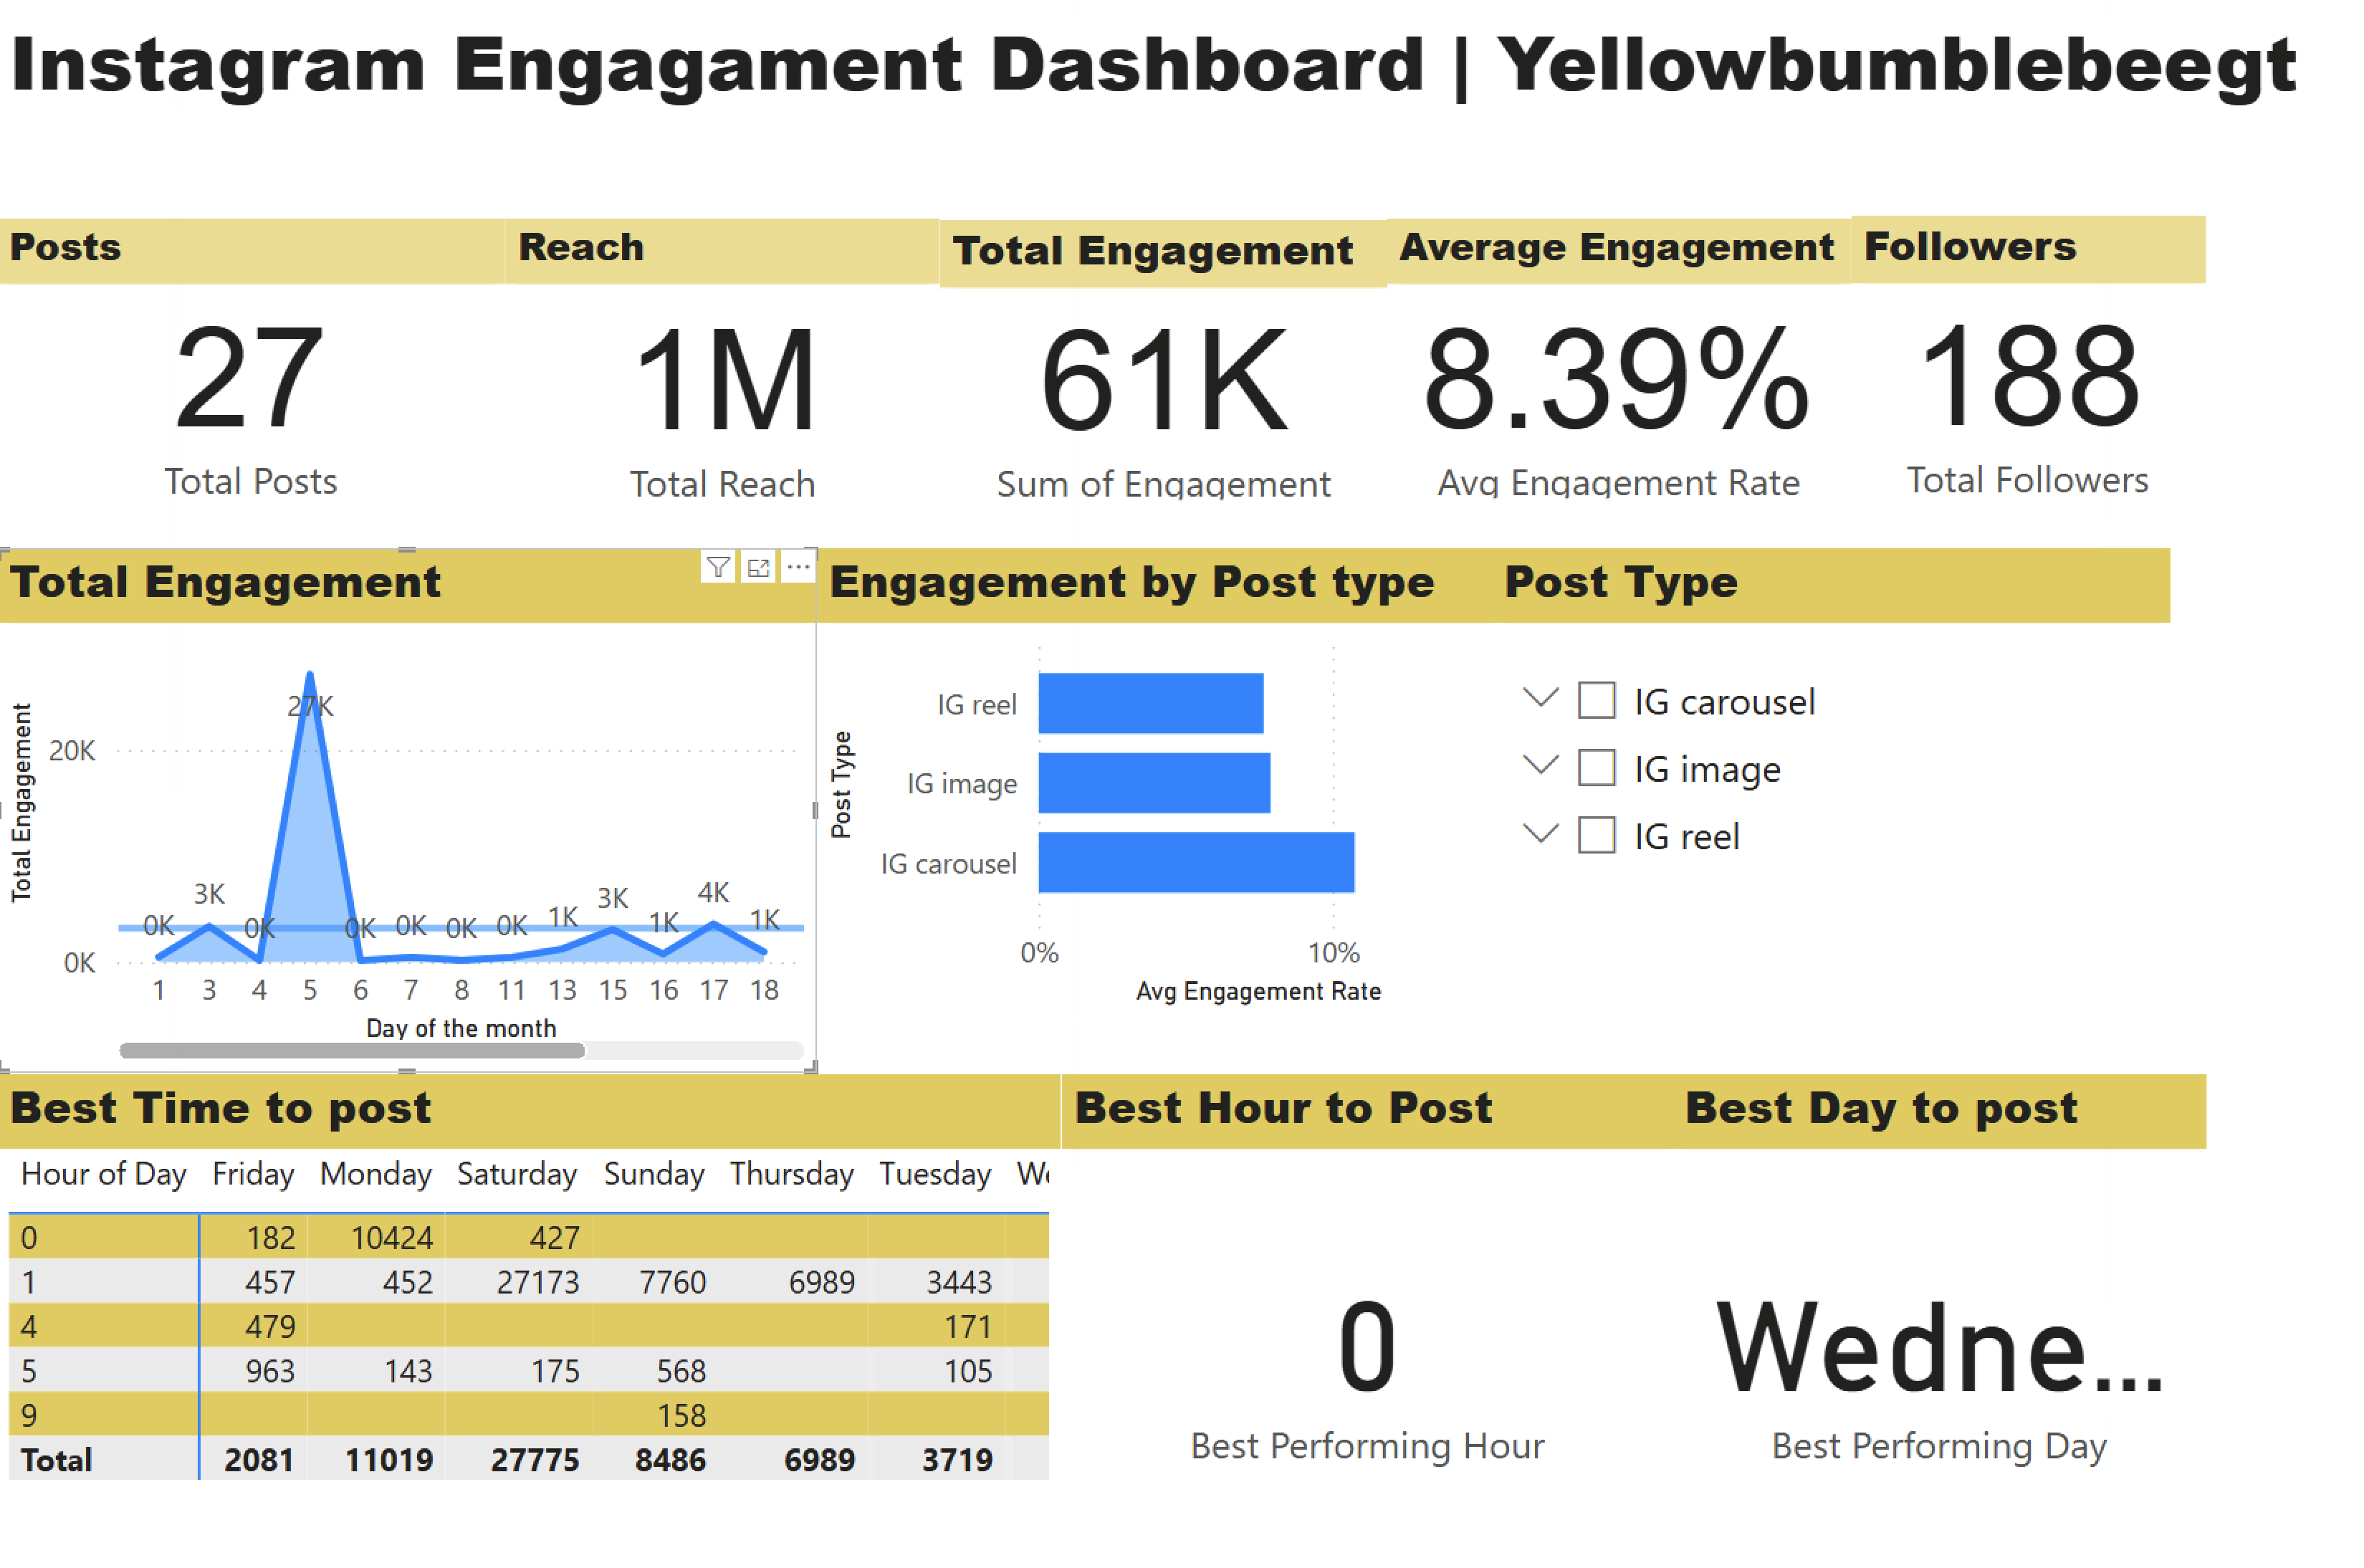 Instagram Engagament Dashboard | Yellowbumblebeegt
Posts Reach Total Engagement Average Engagement Followers
27 1M 61K 8.39% 188
Total Posts Total Reach Sum of Engagement Avg Engagement Rate Total Followers
Total Engagement
Total Engagement
20K
0K
0K 3K 0K 27K 0K 0K 0K 0K 1K 3K 1K 4K 1K
1 3 4 5 6 7 8 11 13 15 16 17 18
Day of the month
Engagement by Post type
Post Type
IG reel
IG image
IG carousel
0% 10%
Avg Engagement Rate
Post Type
IG carousel
IG image
IG reel
Best Time to post
Hour of Day Friday Monday Saturday Sunday Thursday Tuesday We
0 182 10424 427
1 457 452 27173 7760 6989 3443
4 479 171
5 963 143 175 568 105
9 158
Total 2081 11019 27775 8486 6989 3719
Best Hour to Post
0
Best Performing Hour
Best Day to post
Wedne...
Best Performing Day